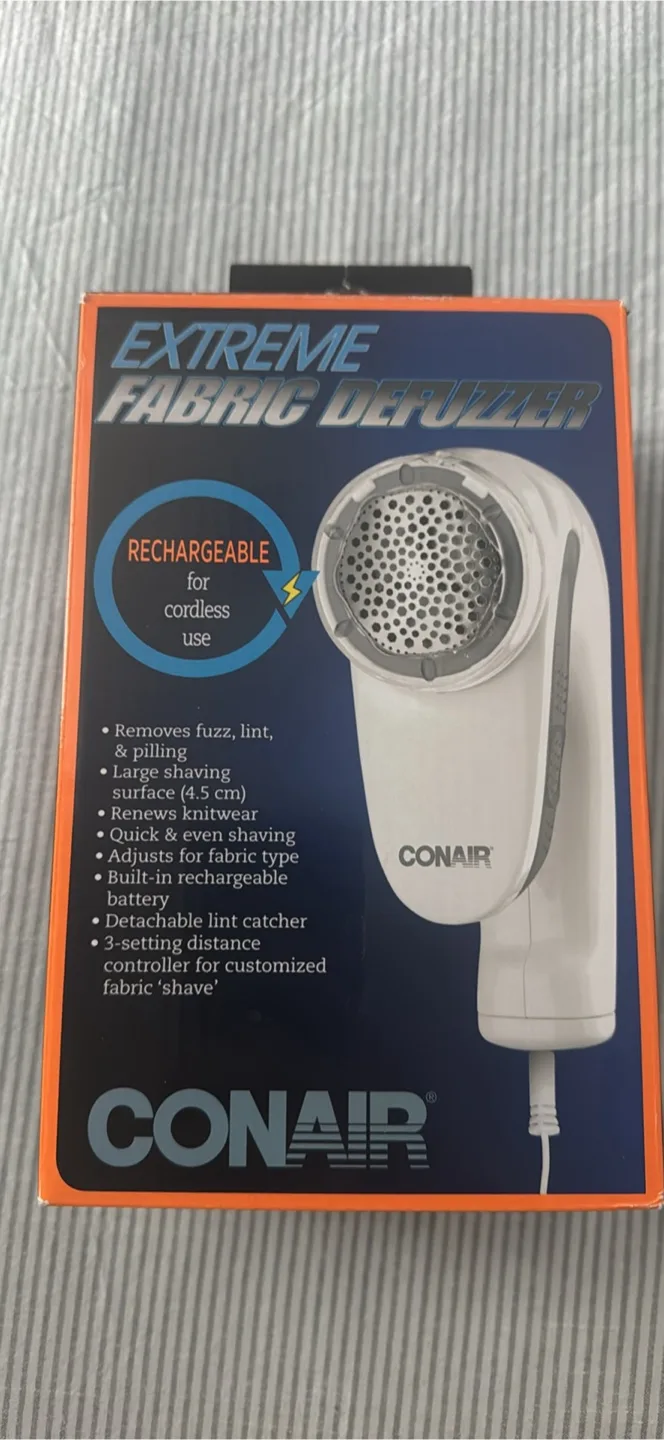 EXTREME
FABRIC DEFUZZER
RECHARGEABLE
for
cordless
use
• Removes fuzz, lint,
& pilling
• Large shaving
surface (4.5 cm)
• Renews knitwear
• Quick & even shaving
• Adjusts for fabric type
• Built-in rechargeable
battery
• Detachable lint catcher
• 3-setting distance
controller for customized
fabric ‘shave’
CONAIR
CONAIR®